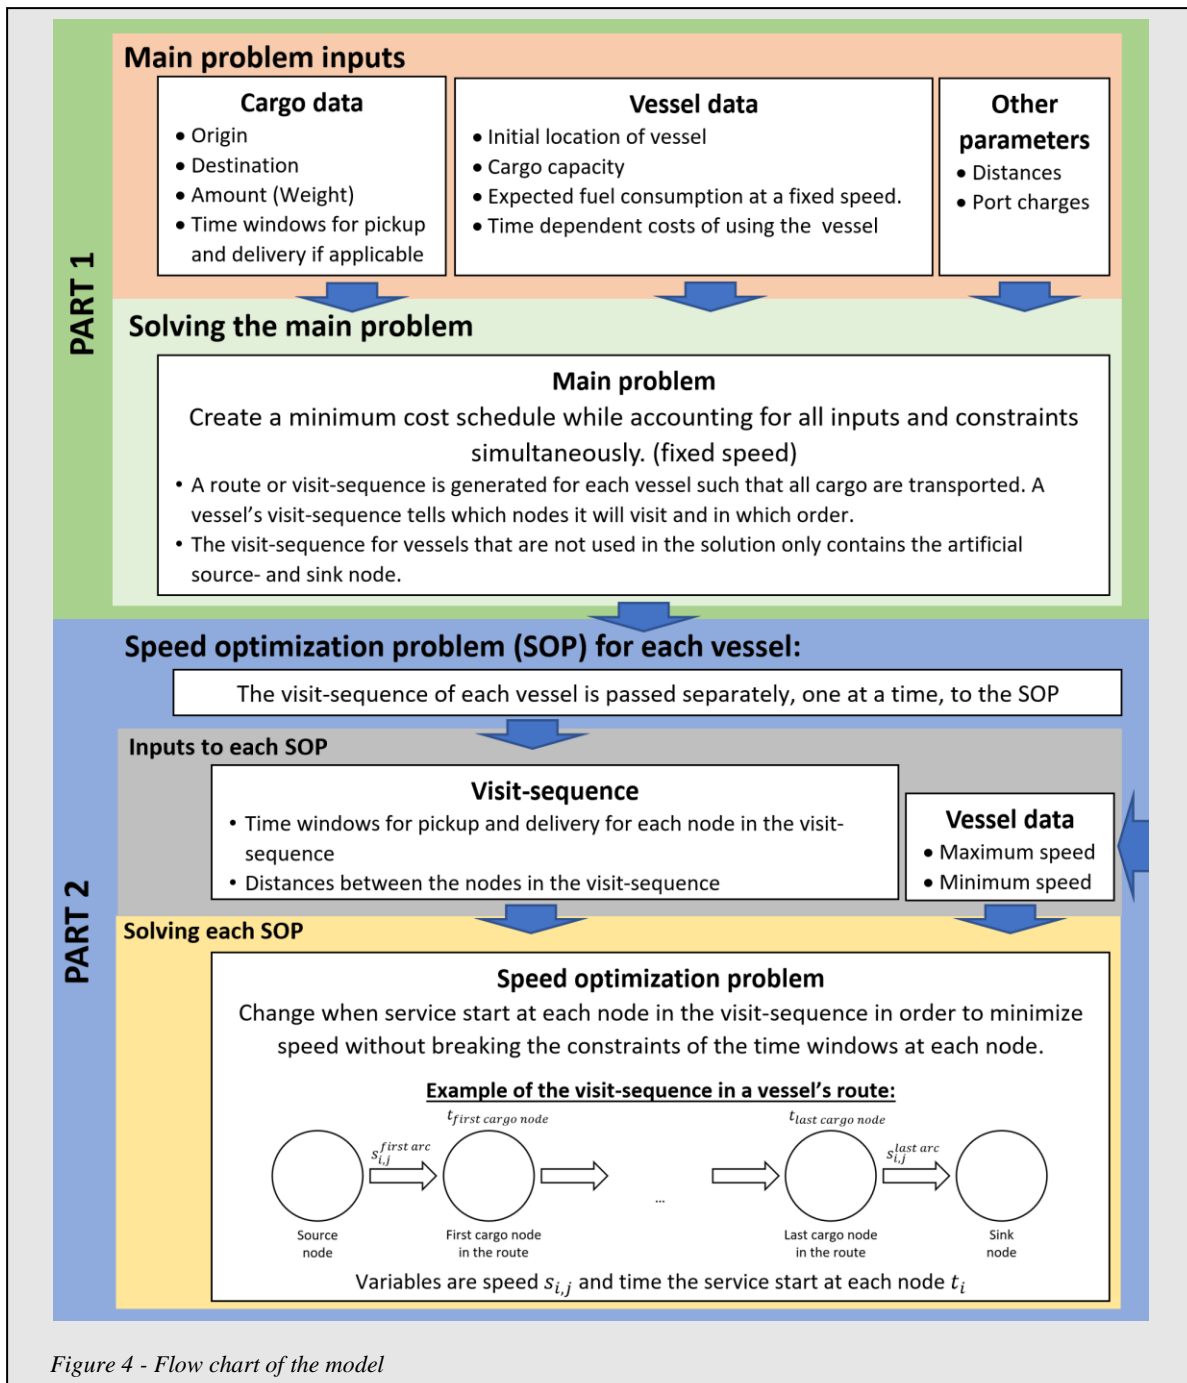 PART 1
Main problem inputs
Cargo data
• Origin
• Destination
• Amount (Weight)
• Time windows for pickup
and delivery if applicable
Vessel data
• Initial location of vessel
• Cargo capacity
• Expected fuel consumption at a fixed speed.
• Time dependent costs of using the vessel
Other
parameters
• Distances
• Port charges
Solving the main problem
Main problem
Create a minimum cost schedule while accounting for all inputs and constraints
simultaneously. (fixed speed)
• A route or visit-sequence is generated for each vessel such that all cargo are transported. A
vessel’s visit-sequence tells which nodes it will visit and in which order.
• The visit-sequence for vessels that are not used in the solution only contains the artificial
source- and sink node.
PART 2
Speed optimization problem (SOP) for each vessel:
The visit-sequence of each vessel is passed separately, one at a time, to the SOP
Inputs to each SOP
Visit-sequence
• Time windows for pickup and delivery for each node in the visit-
sequence
• Distances between the nodes in the visit-sequence
Vessel data
• Maximum speed
• Minimum speed
Solving each SOP
Speed optimization problem
Change when service start at each node in the visit-sequence in order to minimize
speed without breaking the constraints of the time windows at each node.
Example of the visit-sequence in a vessel’s route:
t_{first cargo node}
t_{last cargo node}
s_{i,j}^{first arc}
s_{i,j}^{last arc}
...
Source
node
First cargo node
in the route
Last cargo node
in the route
Sink
node
Variables are speed s_{i,j} and time the service start at each node t_i
Figure 4 - Flow chart of the model